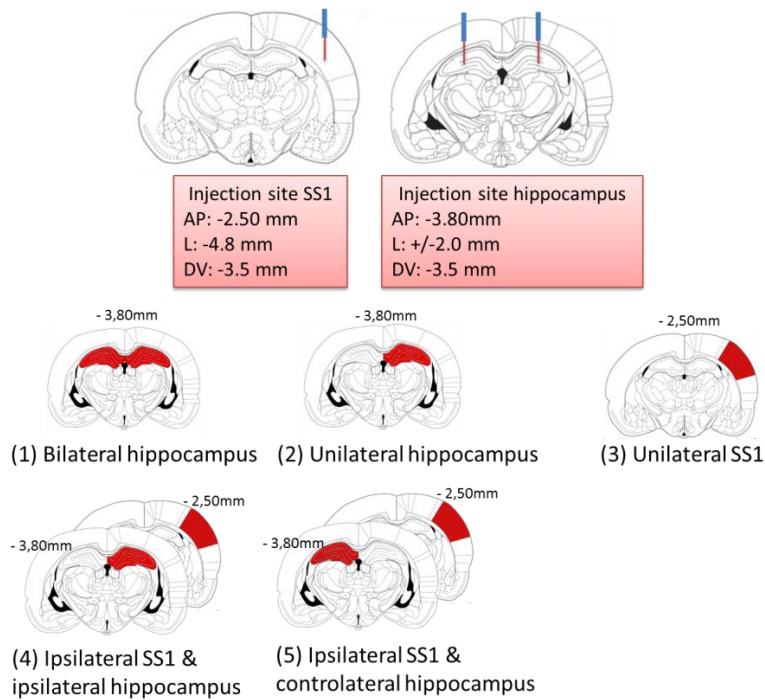 Injection site SS1
AP: -2.50 mm
L: -4.8 mm
DV: -3.5 mm
Injection site hippocampus
AP: -3.80mm
L: +/-2.0 mm
DV: -3.5 mm
- 3,80mm
(1) Bilateral hippocampus
- 3,80mm
(2) Unilateral hippocampus
- 2,50mm
(3) Unilateral SS1
- 2,50mm
- 3,80mm
(4) Ipsilateral SS1 &
ipsilateral hippocampus
- 2,50mm
- 3,80mm
(5) Ipsilateral SS1 &
controlateral hippocampus